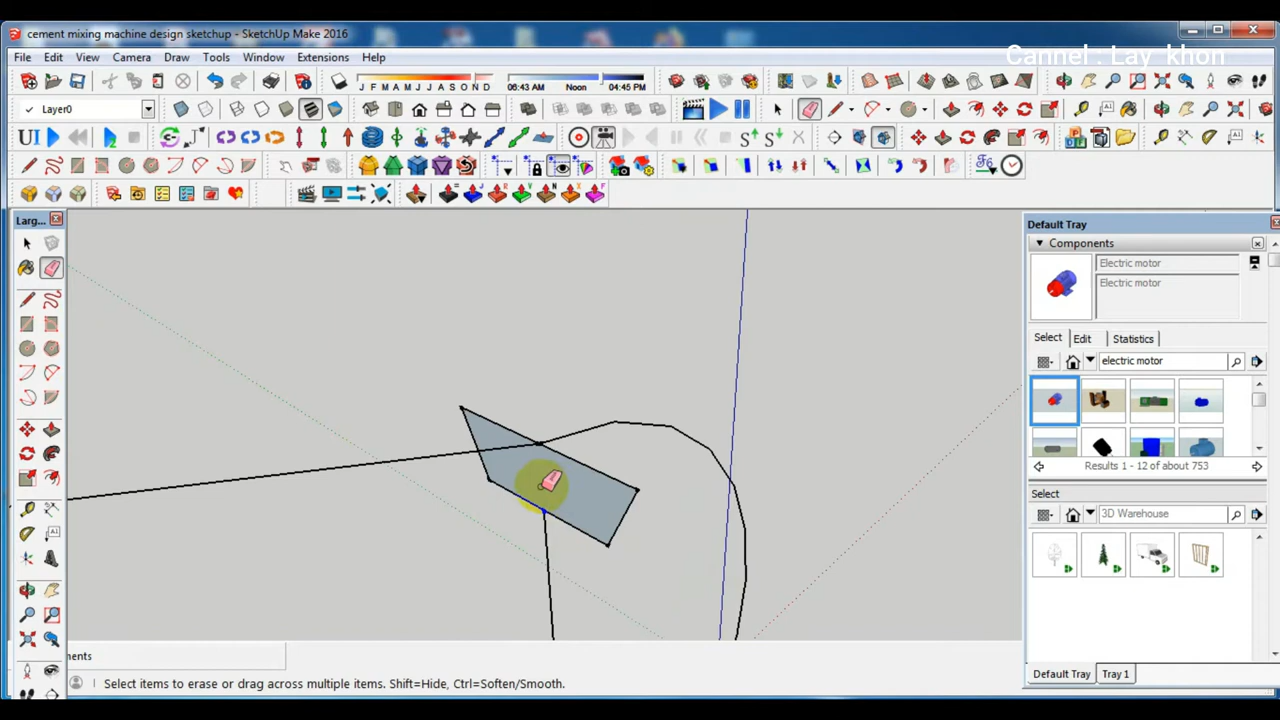 cement mixing machine design sketchup - SketchUp Make 2016
Cannel : Lay khon
File Edit View Camera Draw Tools Window Extensions Help
J F M A M J J A S O N D
06:43 AM Noon 04:45 PM
Layer0
UI
Larg...
Default Tray
Components
Electric motor
Electric motor
Select Edit Statistics
electric motor
Results 1 - 12 of about 753
Select
3D Warehouse
Default Tray Tray 1
nents
Select items to erase or drag across multiple items. Shift=Hide, Ctrl=Soften/Smooth.